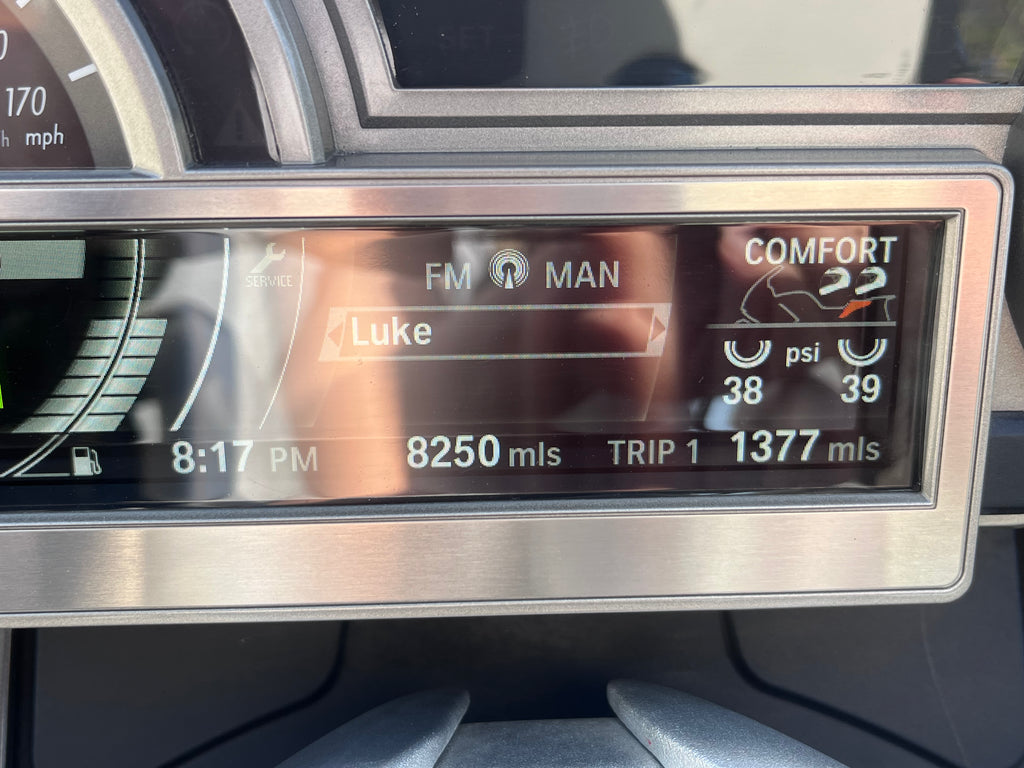 170
mph
SERVICE
FM MAN
COMFORT
Luke
psi
38 39
8:17 PM 8250 mls TRIP 1 1377 mls